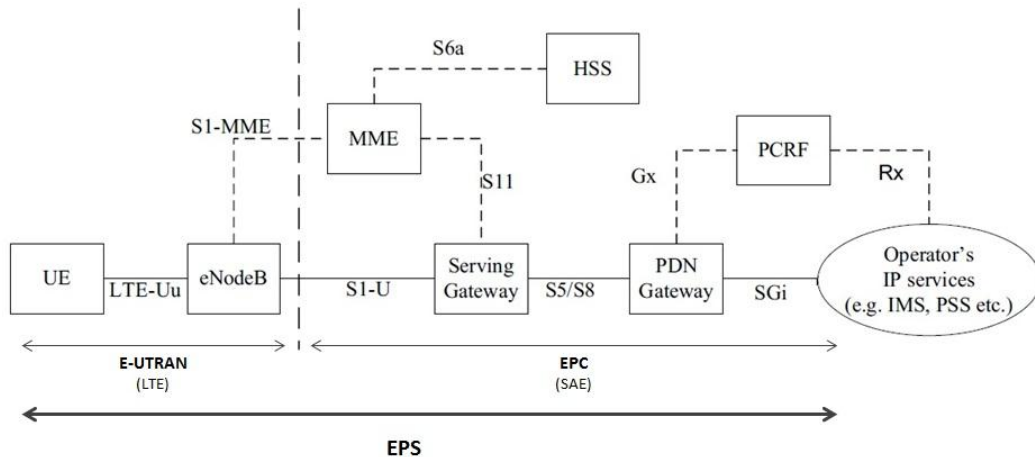 S6a
HSS
S1-MME
MME
PCRF
S11
Gx
Rx
UE
LTE-Uu
eNodeB
S1-U
Serving
Gateway
S5/S8
PDN
Gateway
SGi
Operator's
IP services
(e.g. IMS, PSS etc.)
E-UTRAN
(LTE)
EPC
(SAE)
EPS